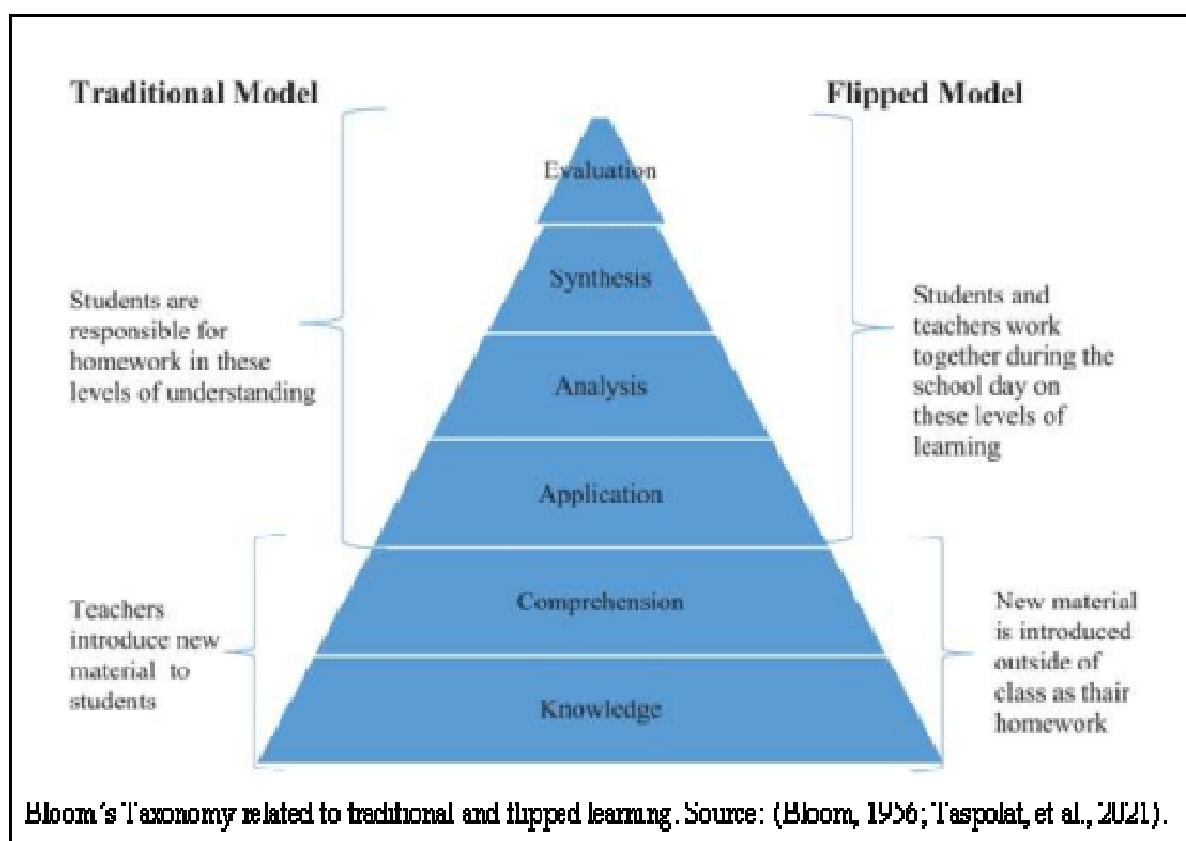 Traditional Model
Flipped Model
Evaluation
Synthesis
Analysis
Application
Comprehension
Knowledge
Students are
responsible for
homework in these
levels of understanding
Teachers
introduce new
material to
students
Students and
teachers work
together during the
school day on
these levels of
learning
New material
is introduced
outside of
class as thair
homework
Bloom's Taxonomy related to traditional and flipped learning. Source: (Bloom, 1956; Taspolat, et al., 2021).